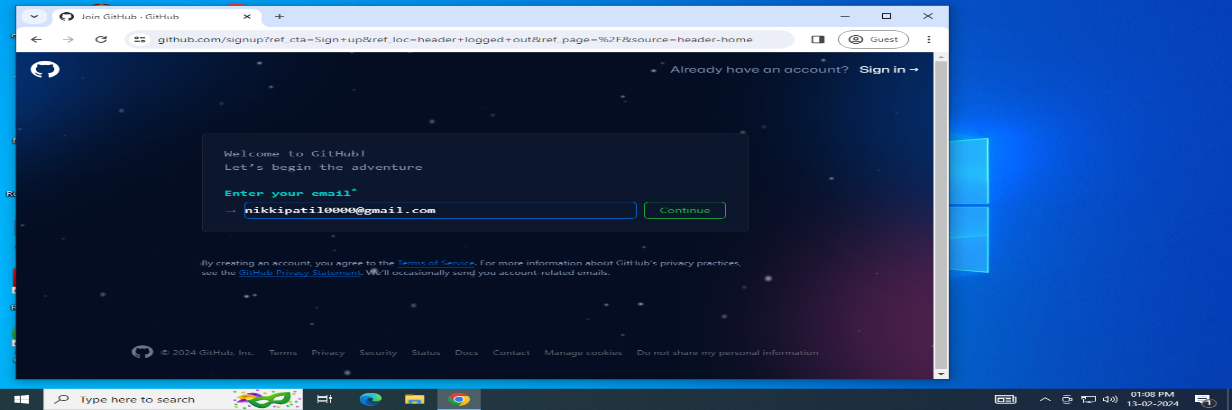 Join GitHub - GitHub
github.com/signup?ref_cta=Sign+up&ref_loc=header+logged+out&ref_page=%2F&source=header-home
Guest
Already have an account? Sign in →
Welcome to GitHub!
Let's begin the adventure
Enter your email*
→ nikkipatil0000@gmail.com
Continue
By creating an account, you agree to the Terms of Service. For more information about GitHub's privacy practices,
see the GitHub Privacy Statement. We'll occasionally send you account-related emails.
© 2024 GitHub, Inc. Terms Privacy Security Status Docs Contact Manage cookies Do not share my personal information
Type here to search
01:08 PM
13-02-2024
1